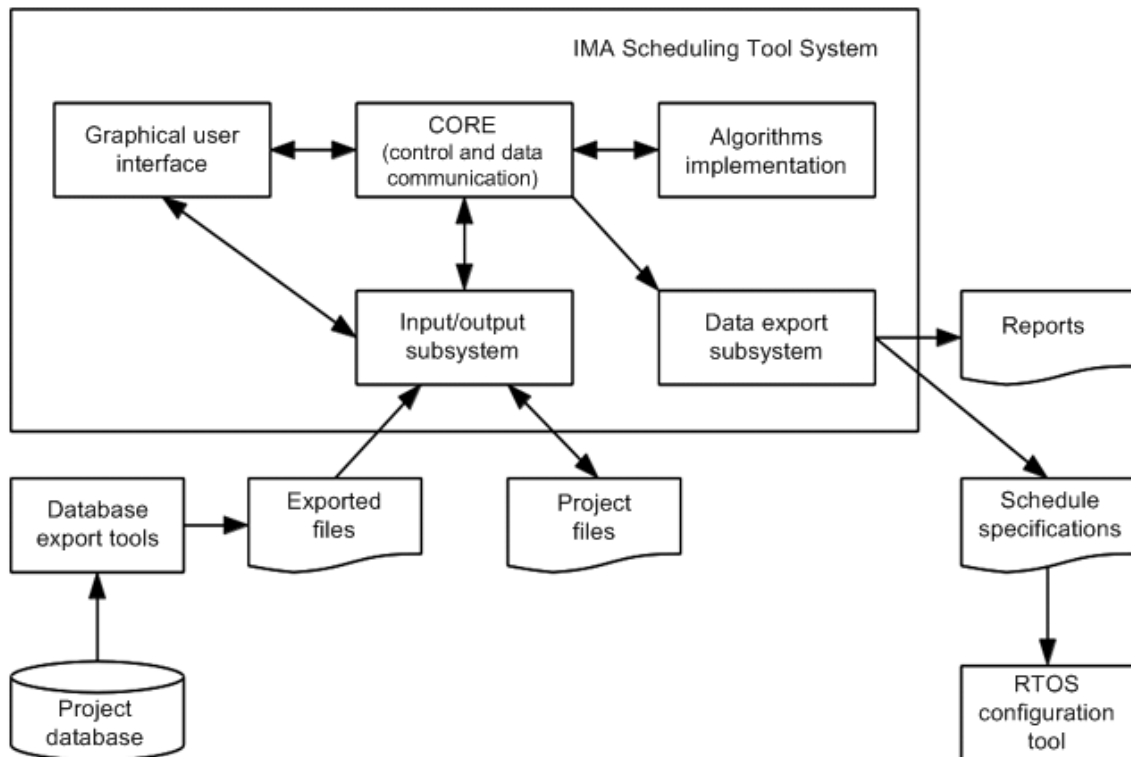 IMA Scheduling Tool System
Graphical user
interface
CORE
(control and data
communication)
Algorithms
implementation
Input/output
subsystem
Data export
subsystem
Reports
Database
export tools
Exported
files
Project
files
Schedule
specifications
Project
database
RTOS
configuration
tool